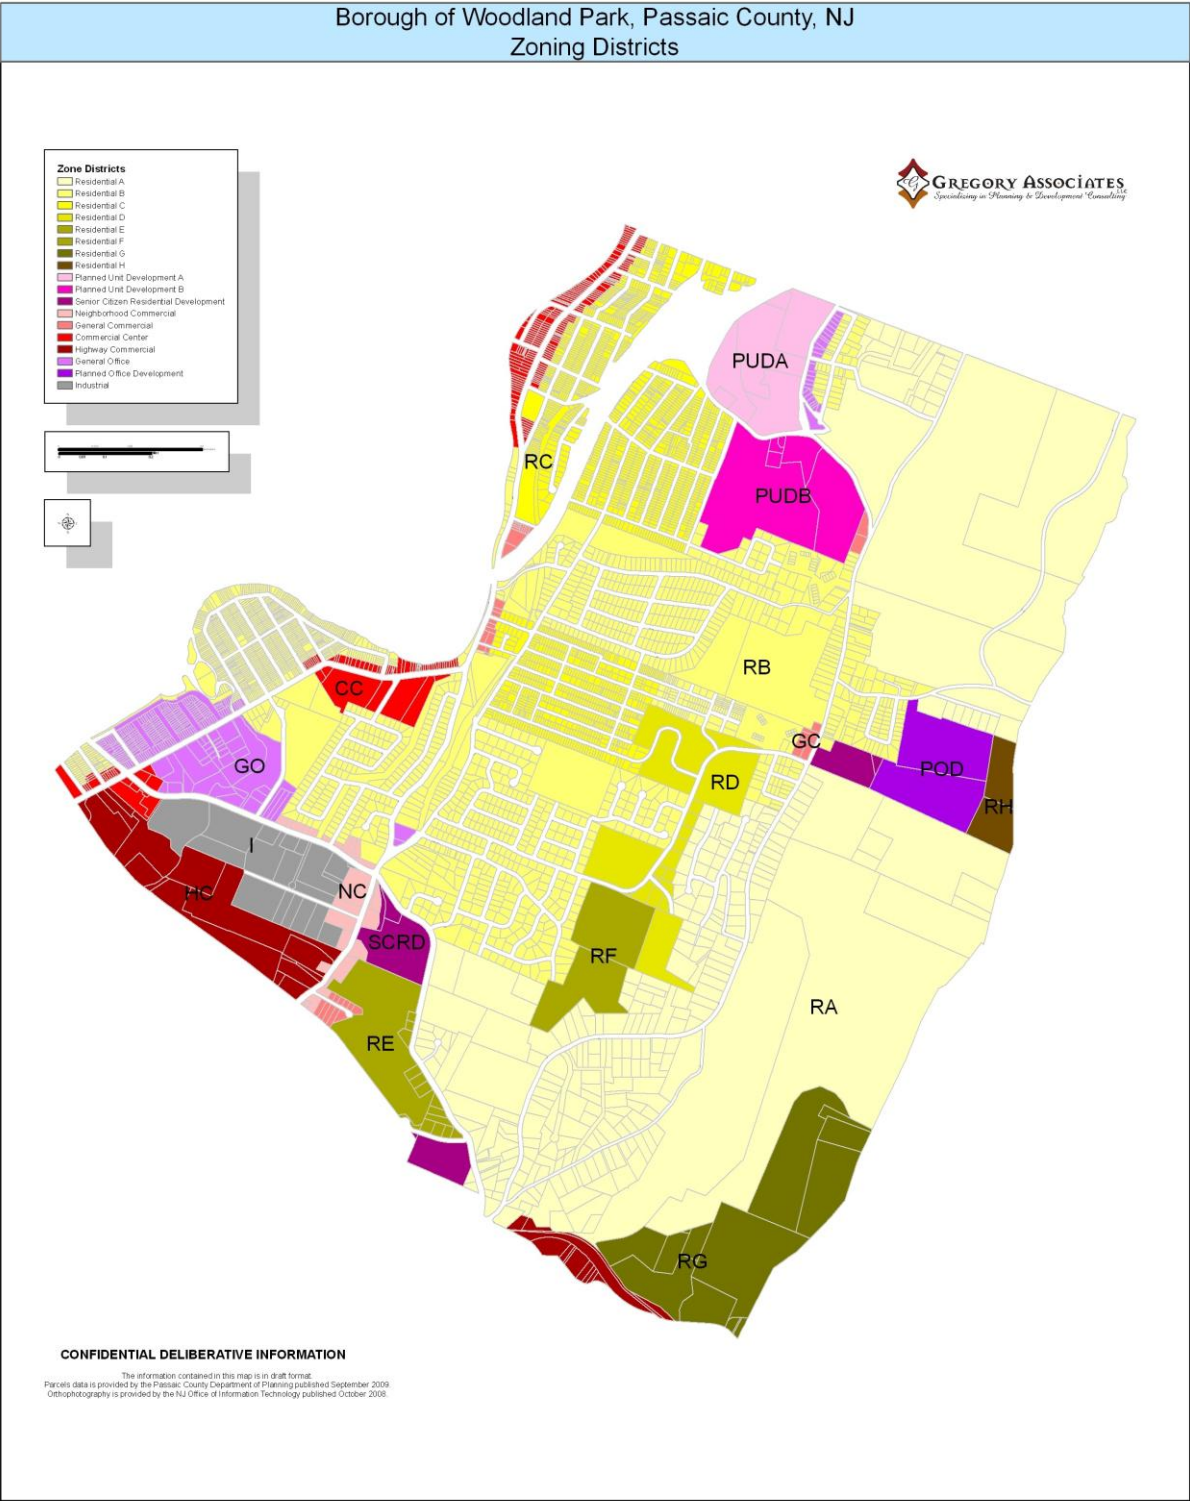 Borough of Woodland Park, Passaic County, NJ
Zoning Districts
Zone Districts
Residential A
Residential B
Residential C
Residential D
Residential E
Residential F
Residential G
Residential H
Planned Unit Development A
Planned Unit Development B
Senior Citizen Residential Development
Neighborhood Commercial
General Commercial
Commercial Center
Highway Commercial
General Office
Planned Office Development
Industrial
GREGORY ASSOCIATES LLC
Specializing in Planning & Development Consulting
PUDA
RC
PUDB
RB
CC
GC
GO
POD
RD
RH
I
NC
HC
SCRD
RF
RA
RE
RG
CONFIDENTIAL DELIBERATIVE INFORMATION
The information contained in this map is in draft format.
Parcels data is provided by the Passaic County Department of Planning published September 2009.
Orthophotography is provided by the NJ Office of Information Technology published October 2008.